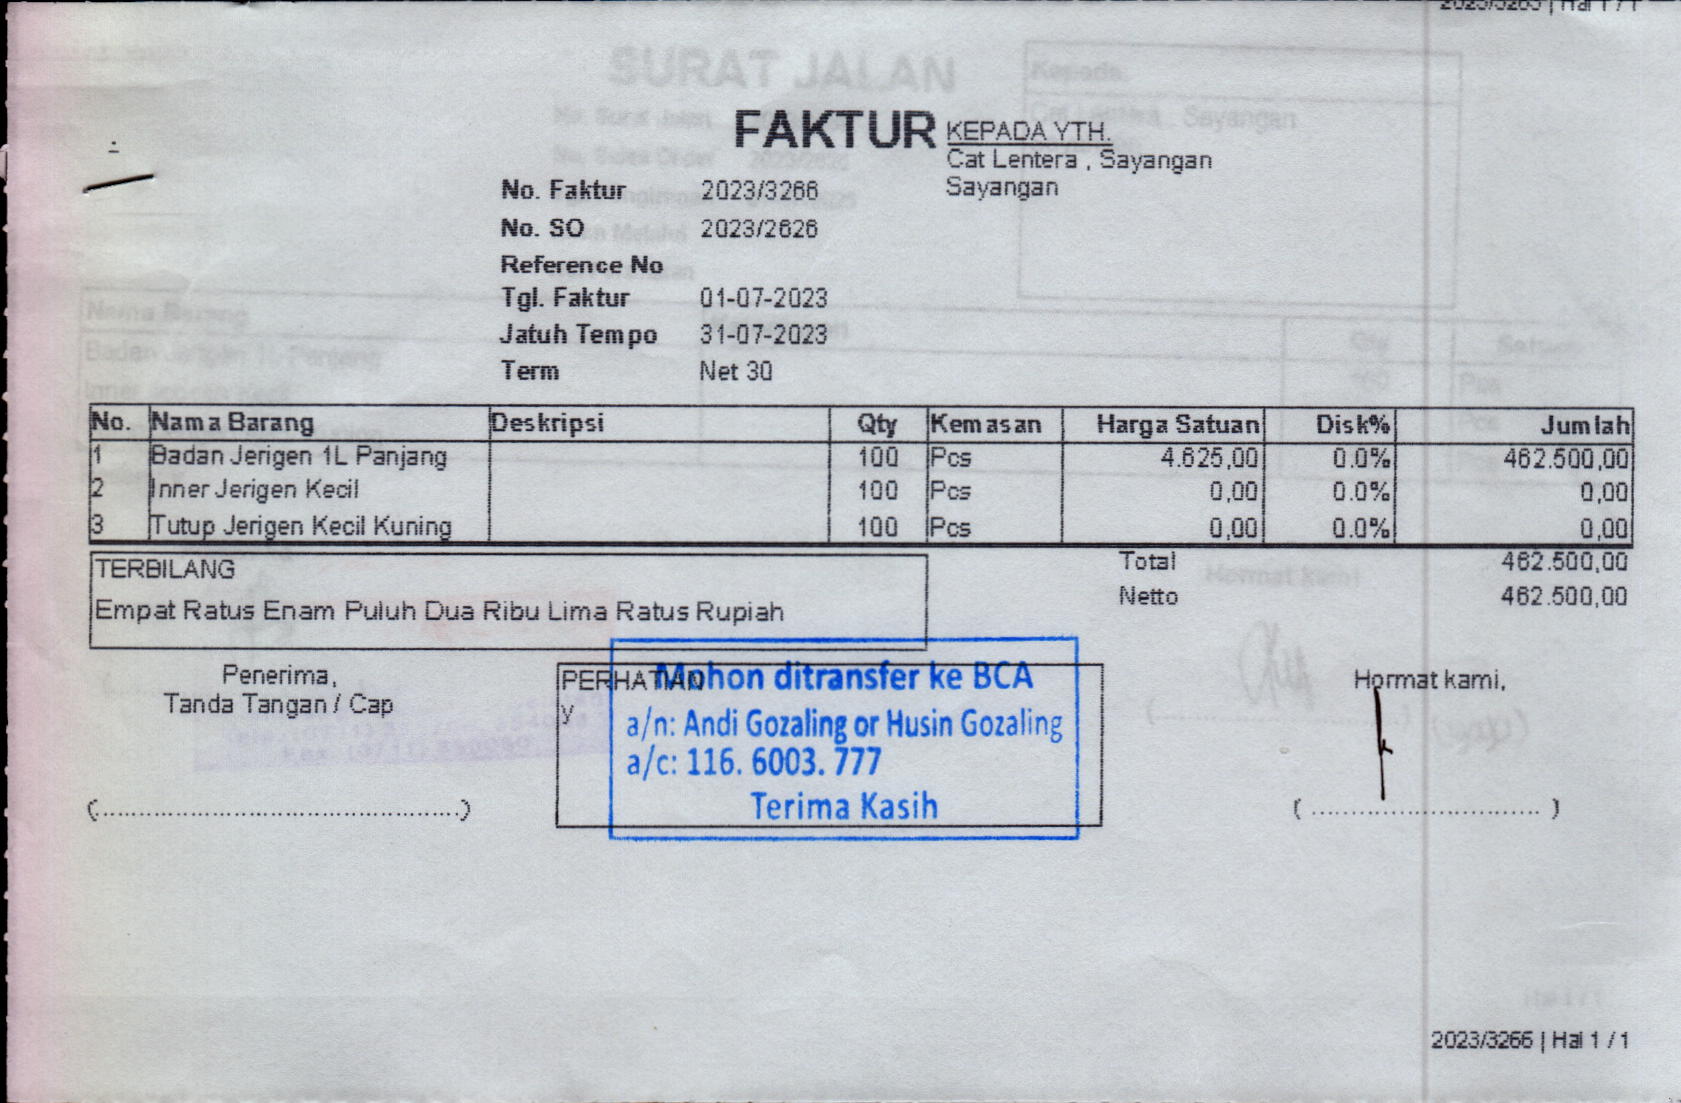 FAKTUR
KEPADA YTH.
Cat Lentera , Sayangan
Sayangan
No. Faktur 2023/3266
No. SO 2023/2626
Reference No
Tgl. Faktur 01-07-2023
Jatuh Tempo 31-07-2023
Term Net 30
No. Nama Barang Deskripsi Qty Kemasan Harga Satuan Disk% Jumlah
1 Badan Jerigen 1L Panjang 100 Pcs 4.625,00 0.0% 462.500,00
2 Inner Jerigen Kecil 100 Pcs 0,00 0.0% 0,00
3 Tutup Jerigen Kecil Kuning 100 Pcs 0,00 0.0% 0,00
Total 462.500,00
Netto 462.500,00
TERBILANG
Empat Ratus Enam Puluh Dua Ribu Lima Ratus Rupiah
Penerima,
Tanda Tangan / Cap
(..............................................)
PERHATIAN
y
Mohon ditransfer ke BCA
a/n: Andi Gozaling or Husin Gozaling
a/c: 116. 6003. 777
Terima Kasih
Hormat kami,
( ............................. )
2023/3266 | Hal 1 / 1
SURAT JALAN
Kepada